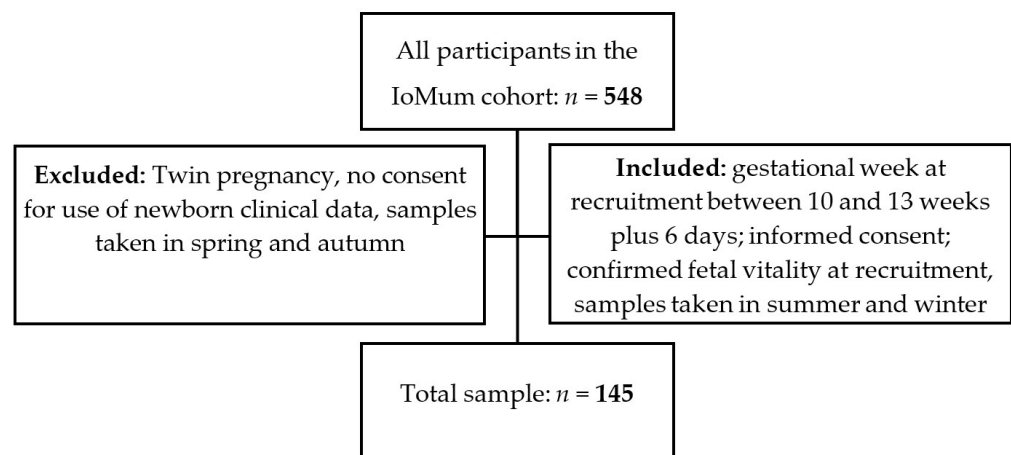 All participants in the
IoMum cohort: n = 548
Excluded: Twin pregnancy, no consent
for use of newborn clinical data, samples
taken in spring and autumn
Included: gestational week at
recruitment between 10 and 13 weeks
plus 6 days; informed consent;
confirmed fetal vitality at recruitment,
samples taken in summer and winter
Total sample: n = 145